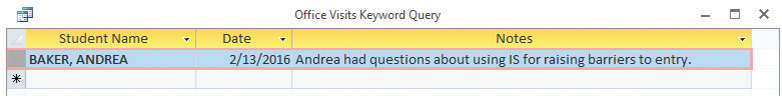 Office Visits Keyword Query
Student Name Date Notes
BAKER, ANDREA 2/13/2016 Andrea had questions about using IS for raising barriers to entry.
*